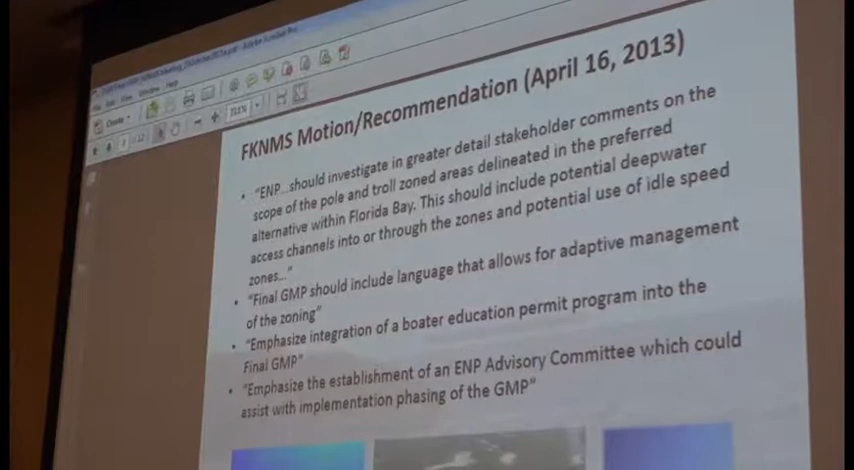 FKNMS Motion/Recommendation (April 16, 2013)
• "ENP...should investigate in greater detail stakeholder comments on the
scope of the pole and troll zoned areas delineated in the preferred
alternative within Florida Bay. This should include potential deepwater
access channels into or through the zones and potential use of idle speed
zones..."
• "Final GMP should include language that allows for adaptive management
of the zoning"
• "Emphasize integration of a boater education permit program into the
Final GMP"
• "Emphasize the establishment of an ENP Advisory Committee which could
assist with implementation phasing of the GMP"